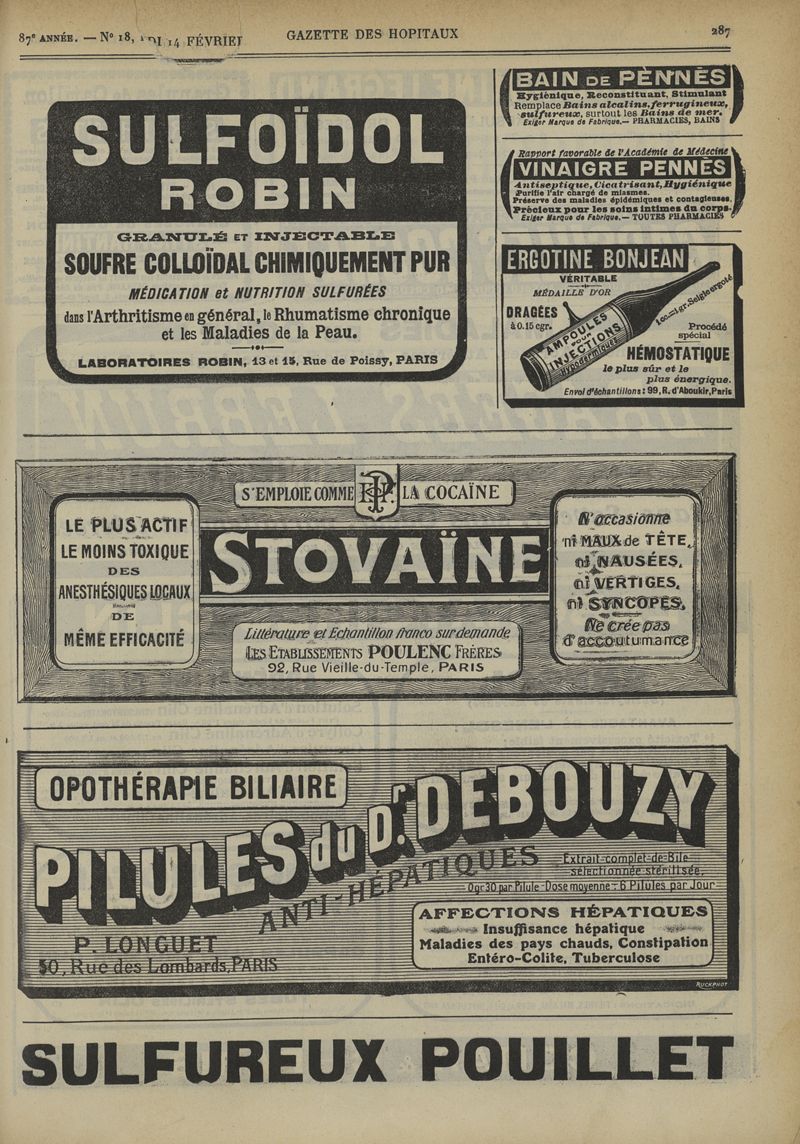 87e ANNÉE. — No 18, DI 14 FÉVRIER
GAZETTE DES HOPITAUX
287
SULFOÏDOL
ROBIN
GRANULÉ ET INJECTABLE
SOUFRE COLLOÏDAL CHIMIQUEMENT PUR
MÉDICATION et NUTRITION SULFURÉES
dans l'Arthritisme en général, le Rhumatisme chronique
et les Maladies de la Peau.
LABORATOIRES ROBIN, 13 et 15, Rue de Poissy, PARIS
BAIN DE PENNÈS
Hygiénique, Reconstituant, Stimulant
Remplace Bains alcalins, ferrugineux,
sulfureux, surtout les Bains de mer.
Exiger Marque de Fabrique. — PHARMACIES, BAINS
Rapport favorable de l'Académie de Médecine
VINAIGRE PENNÈS
Antiseptique, Cicatrisant, Hygiénique
Purifie l'air chargé de miasmes.
Préserve des maladies épidémiques et contagieuses.
Précieux pour les soins intimes du corps.
Exiger Marque de Fabrique. — TOUTES PHARMACIES
ERGOTINE BONJEAN
VÉRITABLE
MÉDAILLE D'OR
DRAGÉES
à 0.15 cgr.
AMPOULES
POUR
INJECTIONS
Hypodermiques
1cc.=1gr. Seigle ergoté
Procédé
spécial
HÉMOSTATIQUE
le plus sûr et le
plus énergique.
Envoi d'échantillons: 99, R. d'Aboukir, Paris
S'EMPLOIE COMME LA COCAÏNE
LE PLUS ACTIF
LE MOINS TOXIQUE
DES
ANESTHÉSIQUES LOCAUX
DE
MÊME EFFICACITÉ
STOVAÏNE
Littérature et Echantillon franco sur demande
LES ETABLISSEMENTS POULENC FRÈRES
92, Rue Vieille-du-Temple, PARIS
N'occasionne
ni MAUX de TÊTE,
ni NAUSÉES,
ni VERTIGES,
ni SYNCOPES,
Ne crée pas
d'accoutumance
OPOTHÉRAPIE BILIAIRE
PILULES du Dr DEBOUZY
ANTI-HÉPATIQUES
Extrait complet de Bile
sélectionnée stérilisée,
0gr30 par Pilule - Dose moyenne : 6 Pilules par Jour
P. LONGUET
50, Rue des Lombards, PARIS
AFFECTIONS HÉPATIQUES
Insuffisance hépatique
Maladies des pays chauds, Constipation
Entéro-Colite, Tuberculose
RUCKPHOT
SULFUREUX POUILLET